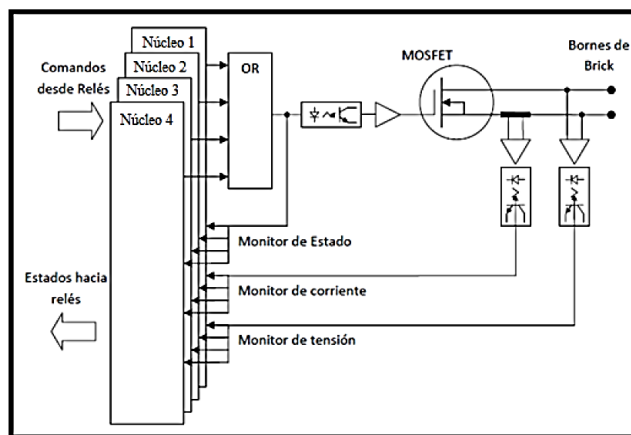 Núcleo 1
Núcleo 2
Núcleo 3
Núcleo 4
Comandos
desde Relés
OR
MOSFET
Bornes de
Brick
Monitor de Estado
Estados hacia
relés
Monitor de corriente
Monitor de tensión